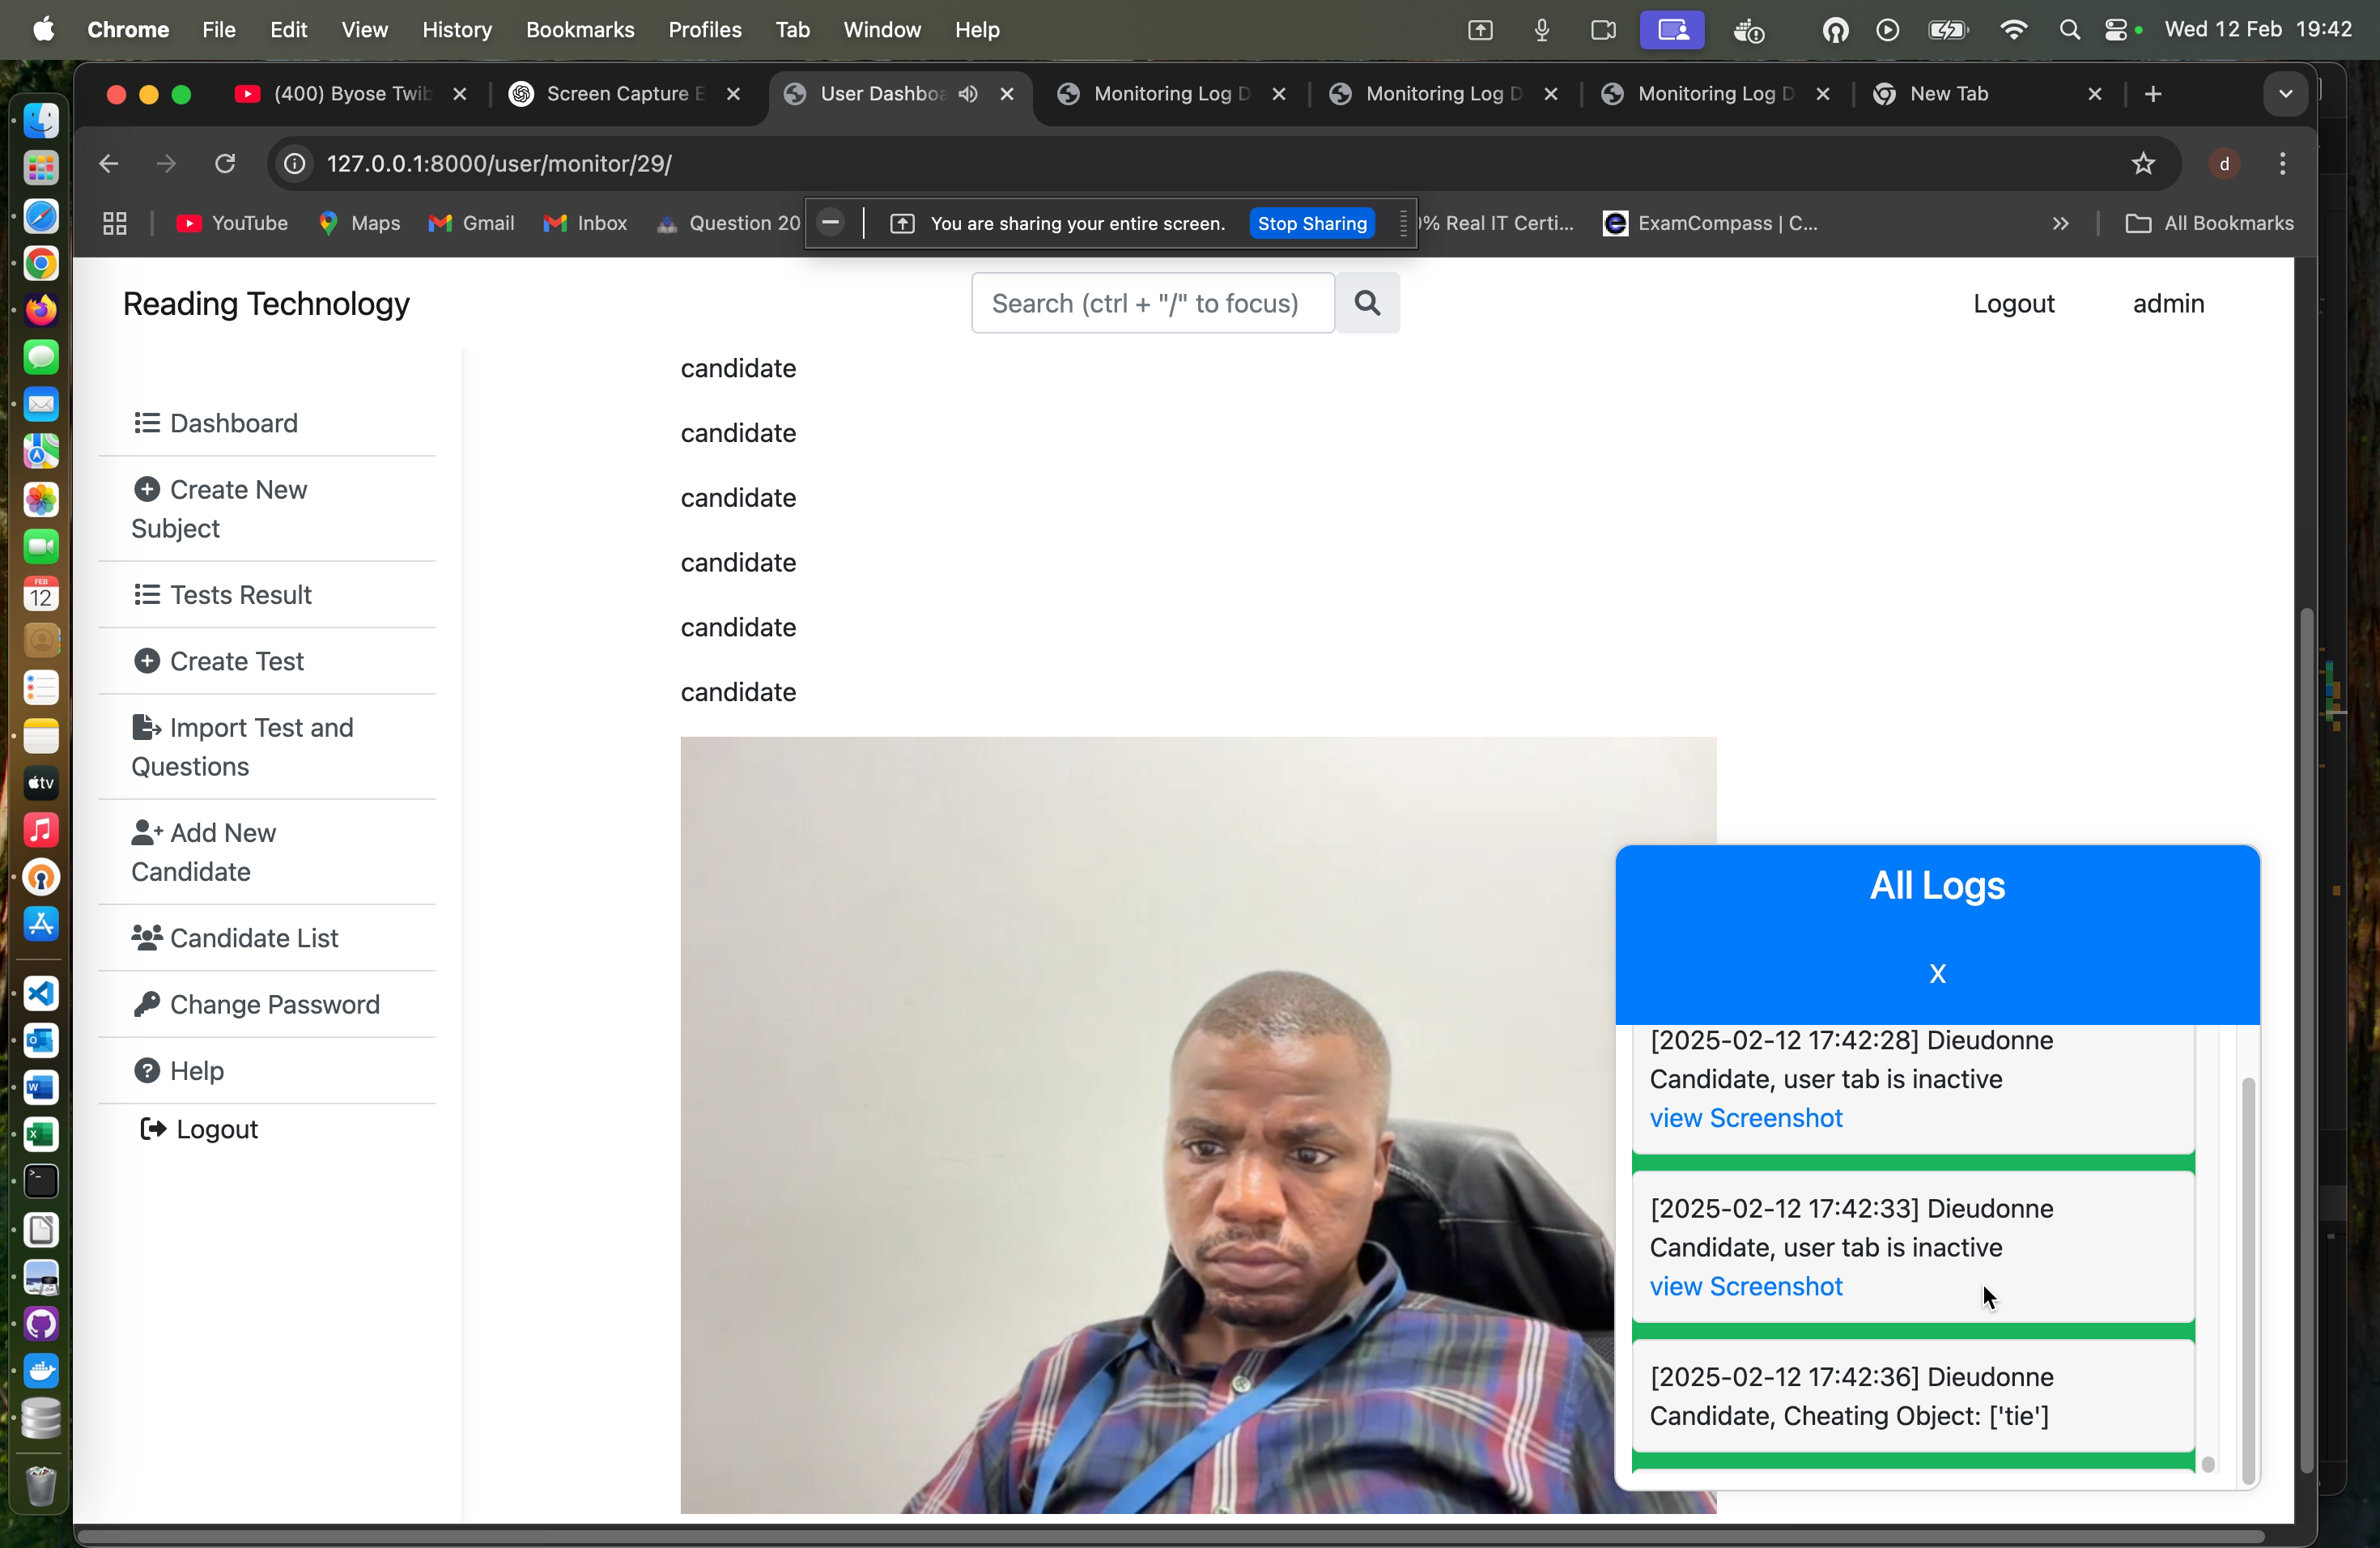 Chrome File Edit View History Bookmarks Profiles Tab Window Help Wed 12 Feb 19:42
(400) Byose Twib Screen Capture E User Dashboa Monitoring Log D Monitoring Log D Monitoring Log D New Tab
127.0.0.1:8000/user/monitor/29/ d
YouTube Maps Gmail Inbox Question 20 You are sharing your entire screen. Stop Sharing % Real IT Certi... ExamCompass | C... All Bookmarks
Reading Technology Search (ctrl + "/" to focus) Logout admin
Dashboard
Create New
Subject
Tests Result
Create Test
Import Test and
Questions
Add New
Candidate
Candidate List
Change Password
Help
Logout
candidate
candidate
candidate
candidate
candidate
candidate
All Logs
X
[2025-02-12 17:42:28] Dieudonne
Candidate, user tab is inactive
view Screenshot
[2025-02-12 17:42:33] Dieudonne
Candidate, user tab is inactive
view Screenshot
[2025-02-12 17:42:36] Dieudonne
Candidate, Cheating Object: ['tie']
FEB
12
tv